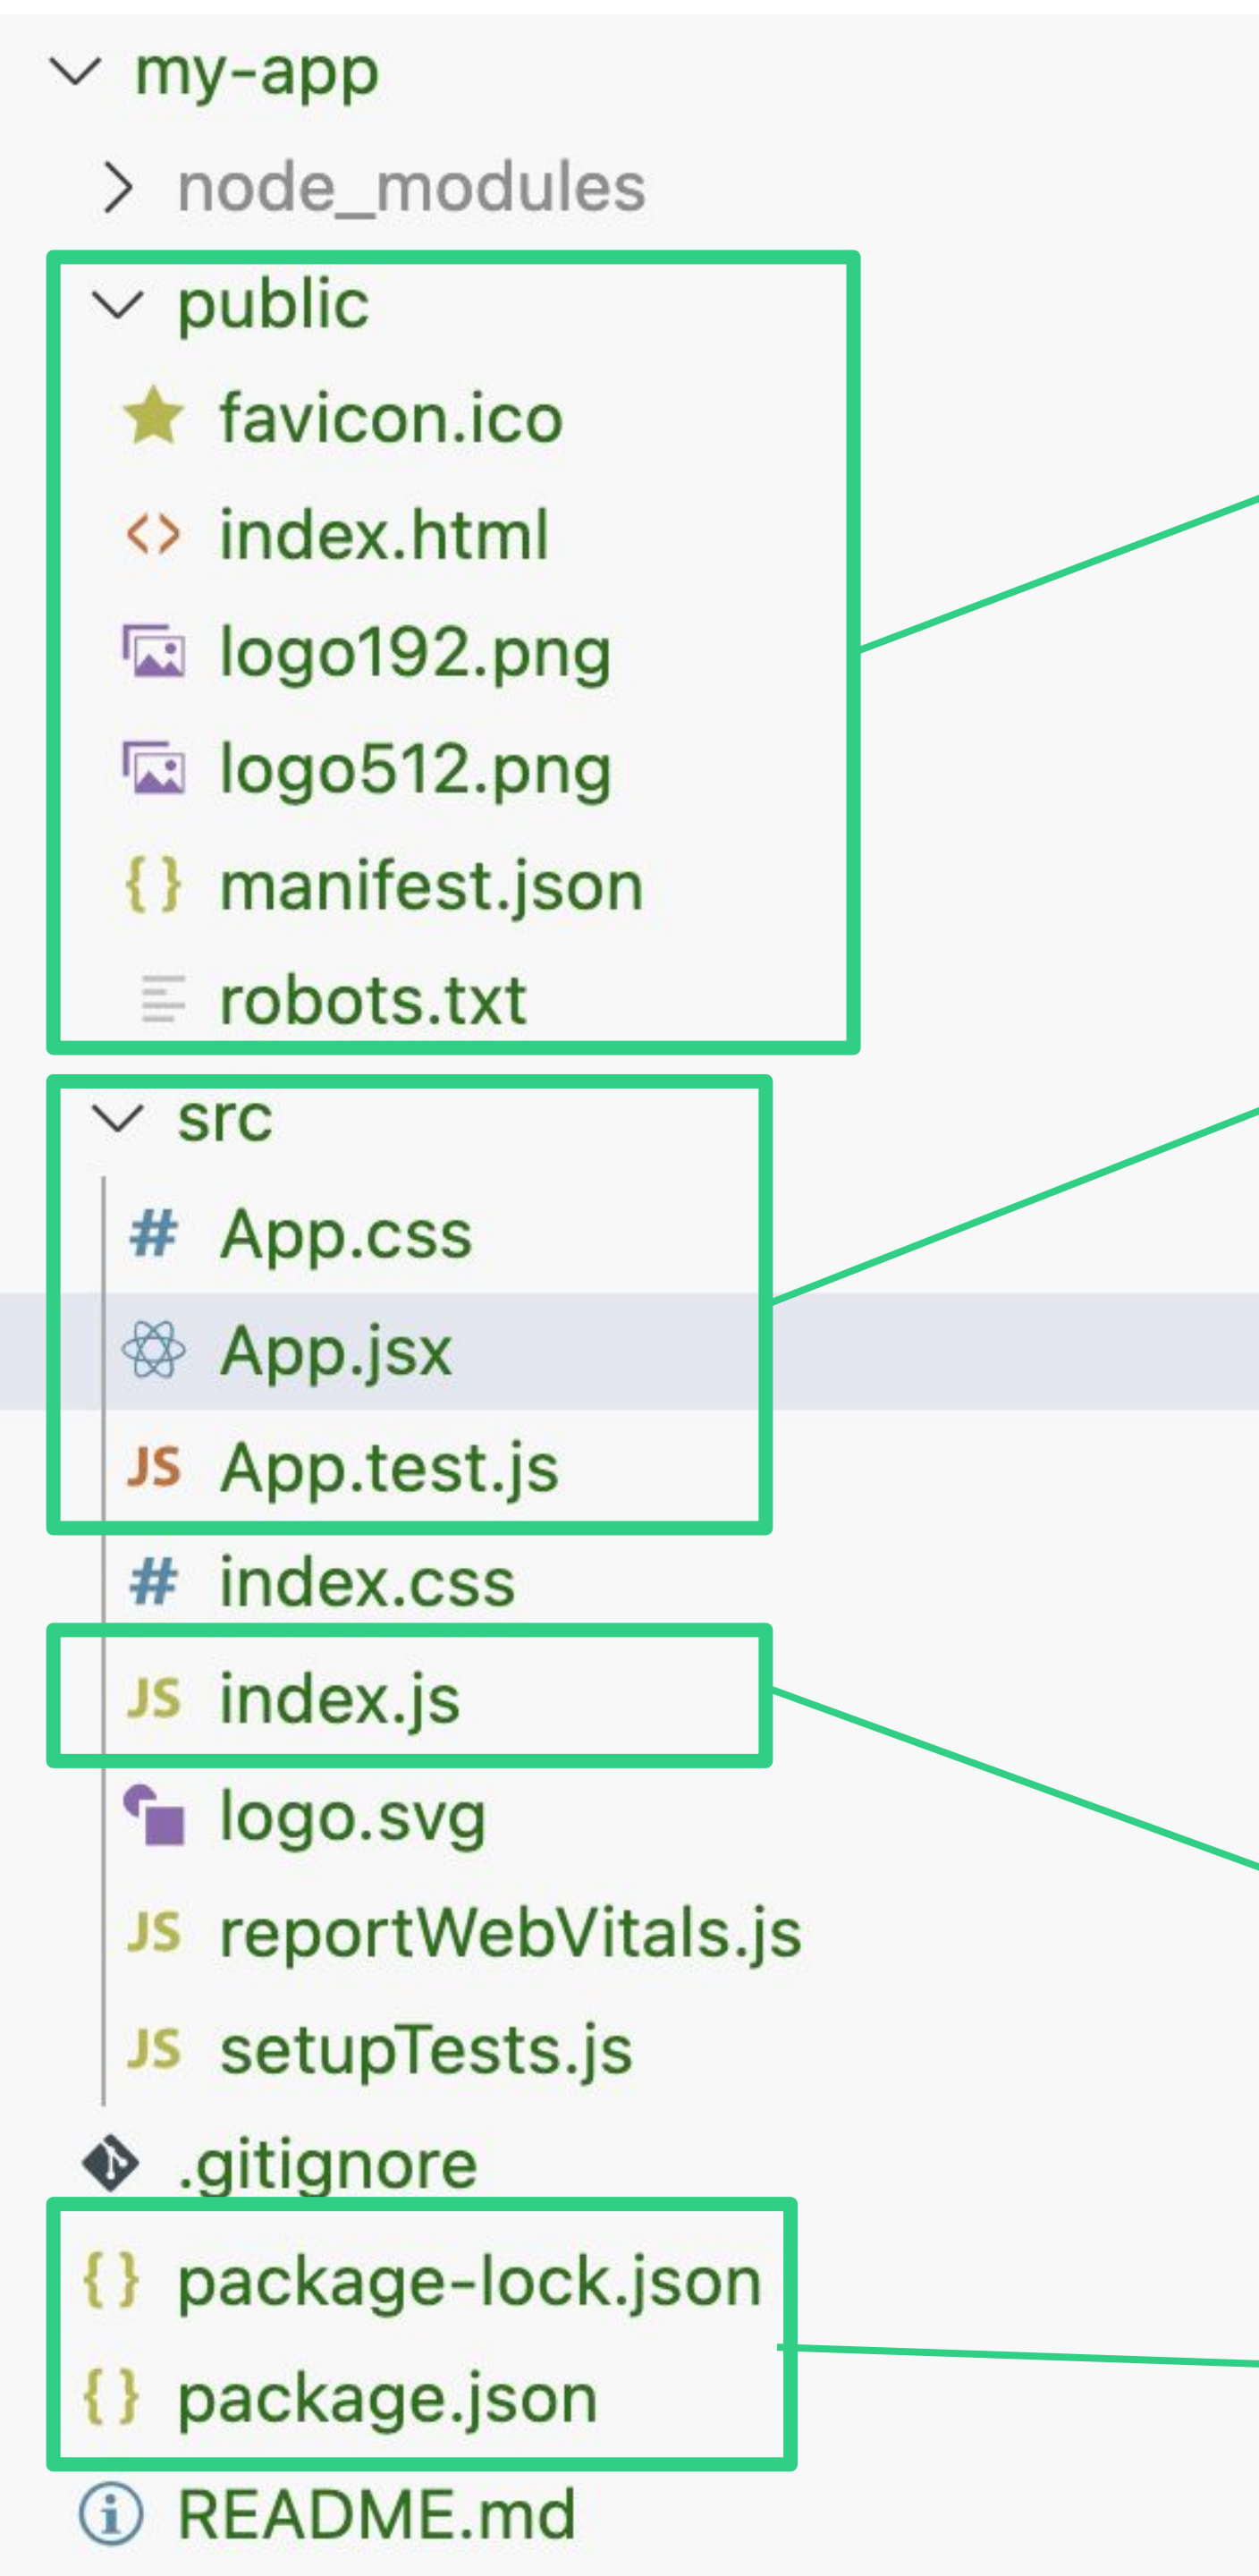 my-app
node_modules
public
favicon.ico
index.html
logo192.png
logo512.png
manifest.json
robots.txt
src
App.css
App.jsx
App.test.js
index.css
index.js
logo.svg
reportWebVitals.js
setupTests.js
.gitignore
package-lock.json
package.json
README.md